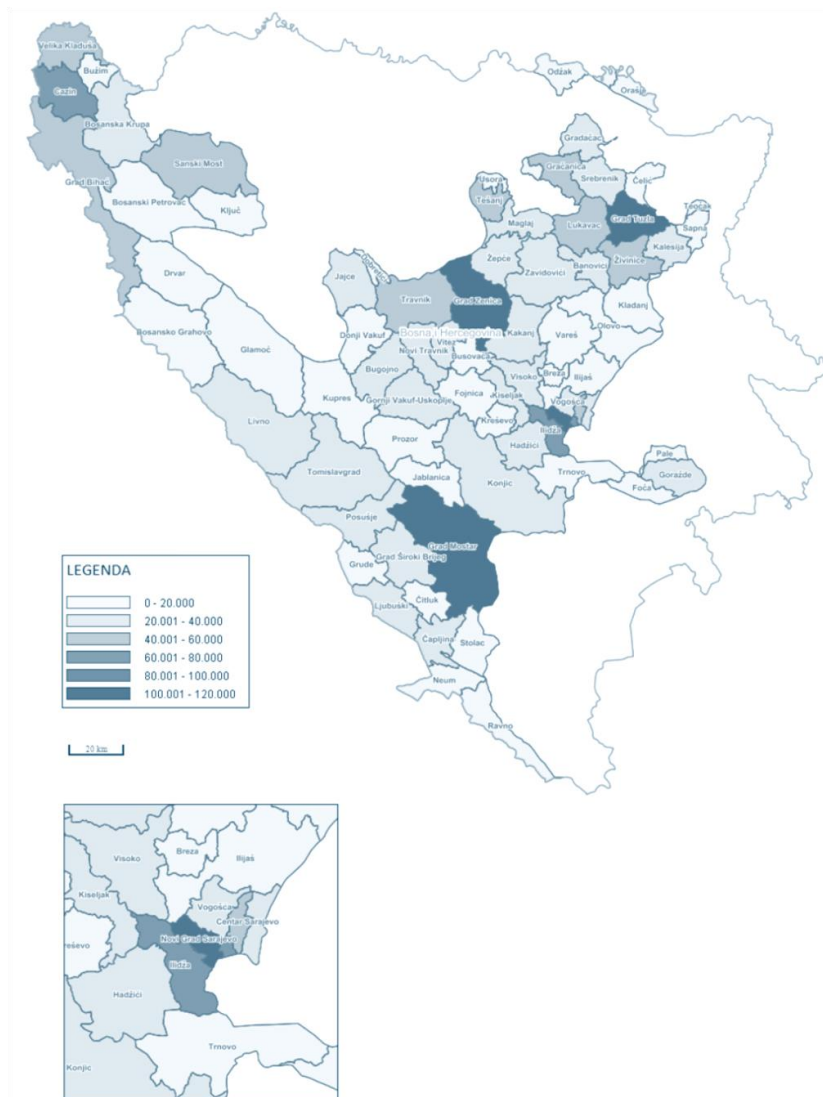 Velika Kladuša
Bužim
Cazin
Bosanska Krupa
Grad Bihać
Sanski Most
Bosanski Petrovac
Ključ
Odžak
Orašje
Gradačac
Gračanica
Srebrenik
Čelić
Usora
Tešanj
Maglaj
Lukavac
Grad Tuzla
Teočak
Sapna
Kalesija
Živinice
Banovići
Žepče
Zavidovići
Dobretići
Jajce
Travnik
Grad Zenica
Drvar
Kladanj
Olovo
Vareš
Kakanj
Bosna i Hercegovina
Donji Vakuf
Vitez
Novi Travnik
Busovača
Bosansko Grahovo
Glamoč
Bugojno
Visoko
Breza
Ilijaš
Fojnica
Kiseljak
Gornji Vakuf-Uskoplje
Kupres
Vogošća
Kreševo
Ilidža
Livno
Hadžići
Prozor
Pale
Goražde
Foča
Trnovo
Tomislavgrad
Jablanica
Konjic
Posušje
Grad Mostar
Grad Široki Brijeg
Grude
Čitluk
Ljubuški
Čapljina
Stolac
Neum
Ravno
LEGENDA
0 - 20.000
20.001 - 40.000
40.001 - 60.000
60.001 - 80.000
80.001 - 100.000
100.001 - 120.000
20 km
Visoko
Breza
Ilijaš
Kiseljak
Vogošća
Centar Sarajevo
Novi Grad Sarajevo
reševo
Ilidža
Hadžići
Trnovo
Konjic